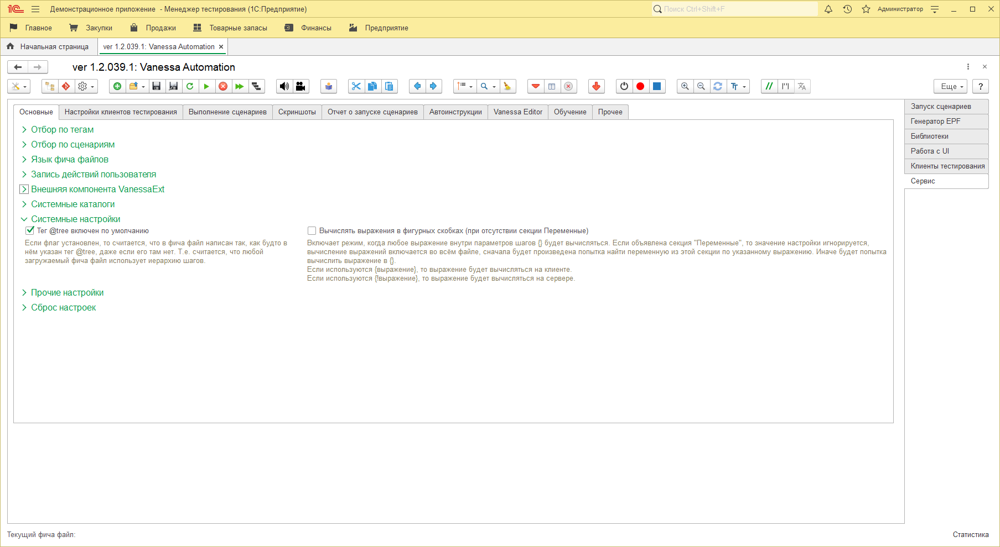 Демонстрационное приложение - Менеджер тестирования (1С:Предприятие)
Поиск Ctrl+Shift+F
Администратор
Главное
Закупки
Продажи
Товарные запасы
Финансы
Предприятие
Начальная страница
ver 1.2.039.1: Vanessa Automation
ver 1.2.039.1: Vanessa Automation
Еще
?
Основные
Настройки клиентов тестирования
Выполнение сценариев
Скриншоты
Отчет о запуске сценариев
Автоинструкции
Vanessa Editor
Обучение
Прочее
Запуск сценариев
Генератор EPF
Библиотеки
Работа с UI
Клиенты тестирования
Сервис
Отбор по тегам
Отбор по сценариям
Язык фича файлов
Запись действий пользователя
Внешняя компонента VanessaExt
Системные каталоги
Системные настройки
Тег @tree включен по умолчанию
Если флаг установлен, то считается, что в фича файл написан так, как будто в
нём указан тег @tree, даже если его там нет. Т.е. считается, что любой
загружаемый фича файл использует иерархию шагов.
Вычислять выражения в фигурных скобках (при отсутствии секции Переменные)
Включает режим, когда любое выражение внутри параметров шагов {} будет вычисляться. Если объявлена секция "Переменные", то значение настройки игнорируется,
вычисление выражений включается во всём файле, сначала будет произведена попытка найти переменную из этой секции по указанному выражению. Иначе будет попытка
вычислить выражение в {}.
Если используются {выражение}, то выражение будет вычисляться на клиенте.
Если используются {!выражение}, то выражение будет вычисляться на сервере.
Прочие настройки
Сброс настроек
Текущий фича файл:
Статистика